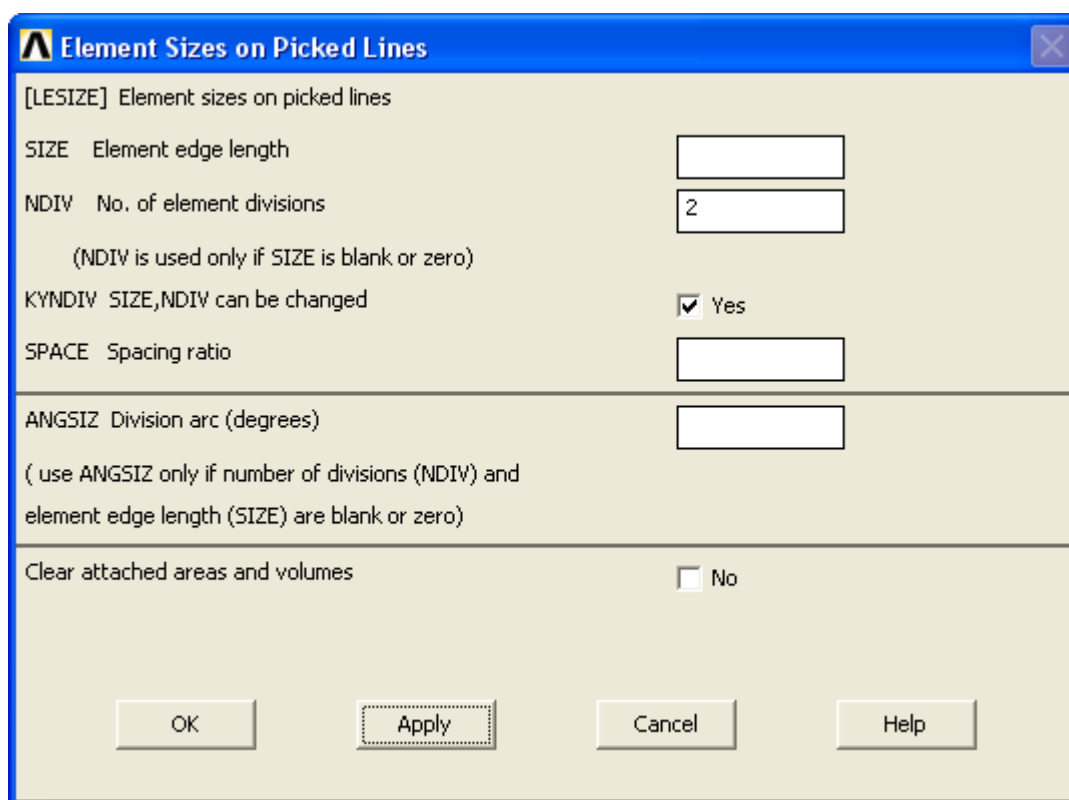 Element Sizes on Picked Lines
[LESIZE] Element sizes on picked lines
SIZE Element edge length
NDIV No. of element divisions 2
(NDIV is used only if SIZE is blank or zero)
KYNDIV SIZE,NDIV can be changed Yes
SPACE Spacing ratio
ANGSIZ Division arc (degrees)
( use ANGSIZ only if number of divisions (NDIV) and
element edge length (SIZE) are blank or zero)
Clear attached areas and volumes No
OK Apply Cancel Help